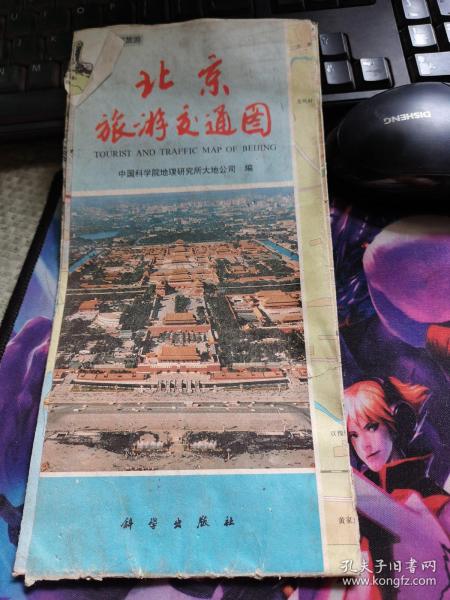 旅游
北京
旅游交通图
TOURIST AND TRAFFIC MAP OF BEIJING
中国科学院地理研究所大地公司 编
科学出版社
DISHENG
孔夫子旧书网
www.kongfz.com